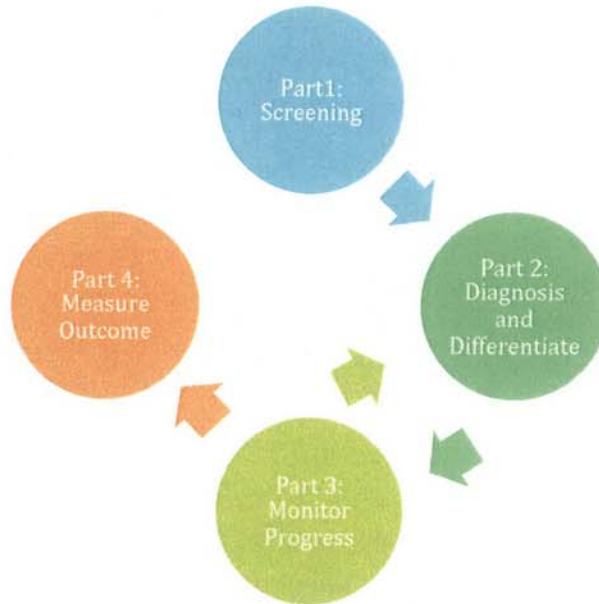 Part1:
Screening
Part 2:
Diagnosis
and
Differentiate
Part 3:
Monitor
Progress
Part 4:
Measure
Outcome